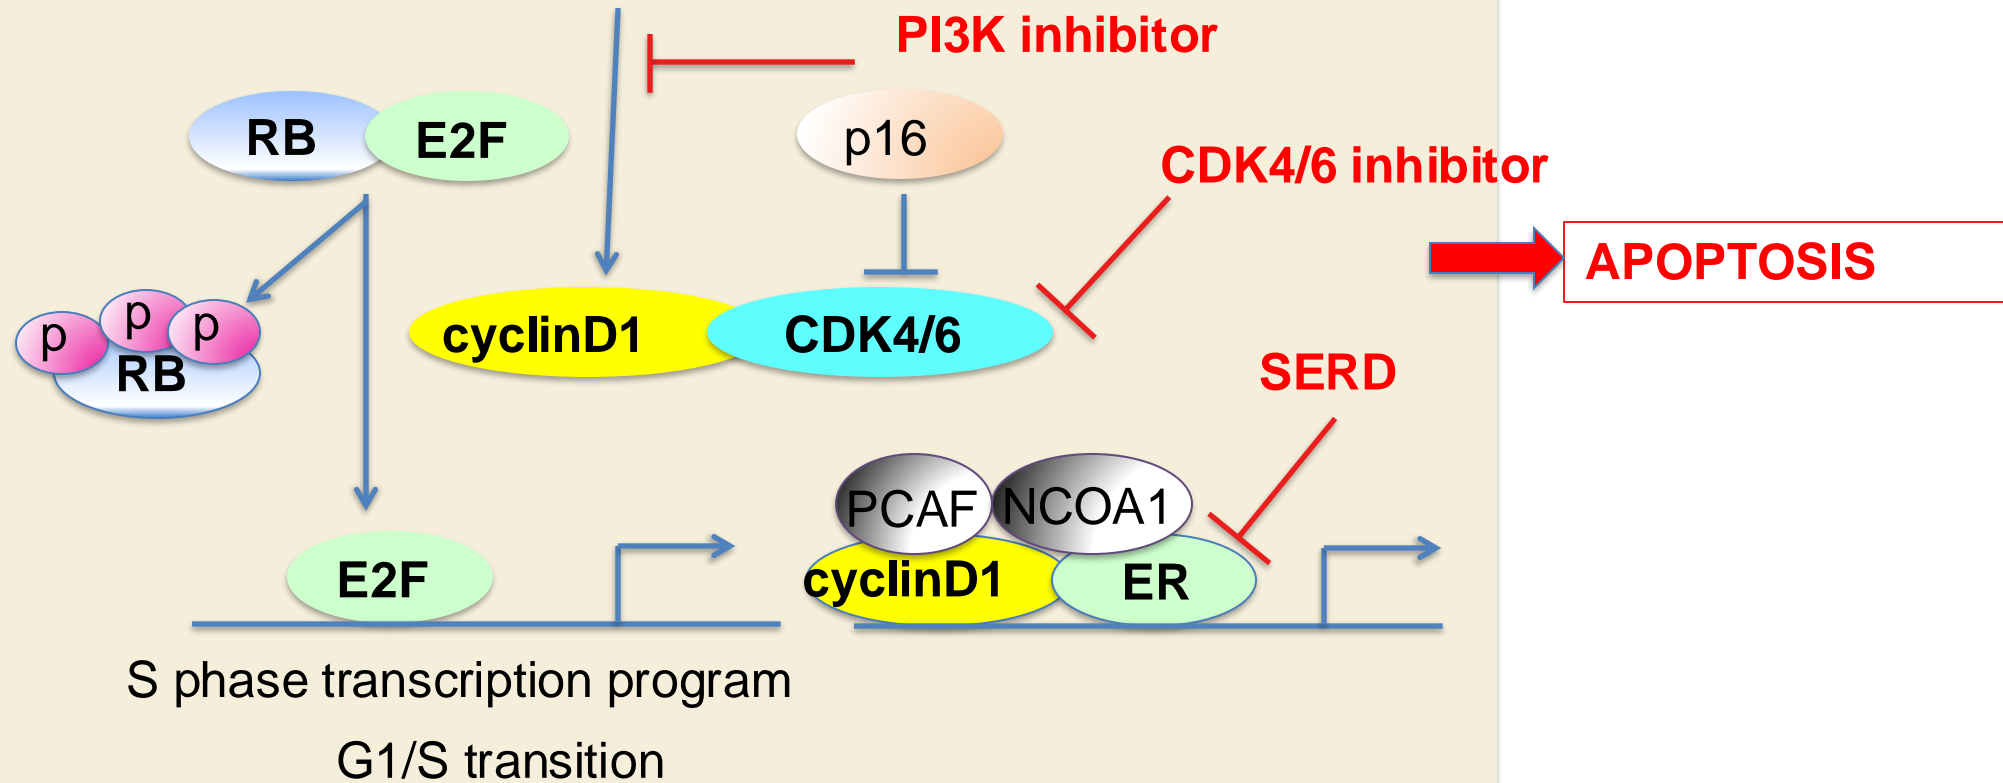 PI3K inhibitor
RB
E2F
p16
CDK4/6 inhibitor
APOPTOSIS
p
p
p
RB
cyclinD1
CDK4/6
SERD
PCAF
NCOA1
E2F
cyclinD1
ER
S phase transcription program
G1/S transition